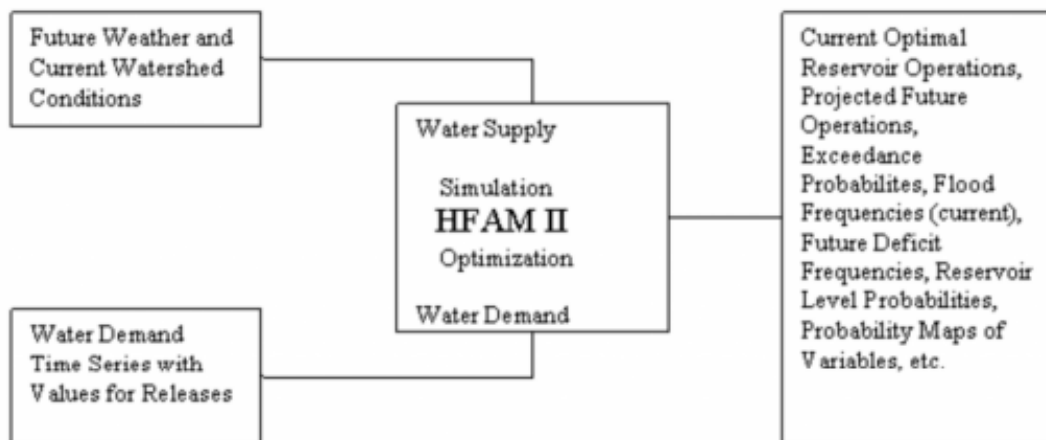 Future Weather and
Current Watershed
Conditions
Water Supply
Simulation
HFAM II
Optimization
Water Demand
Water Demand
Time Series with
Values for Releases
Current Optimal
Reservoir Operations,
Projected Future
Operations,
Exceedance
Probabilites, Flood
Frequencies (current),
Future Deficit
Frequencies, Reservoir
Level Probabilities,
Probability Maps of
Variables, etc.